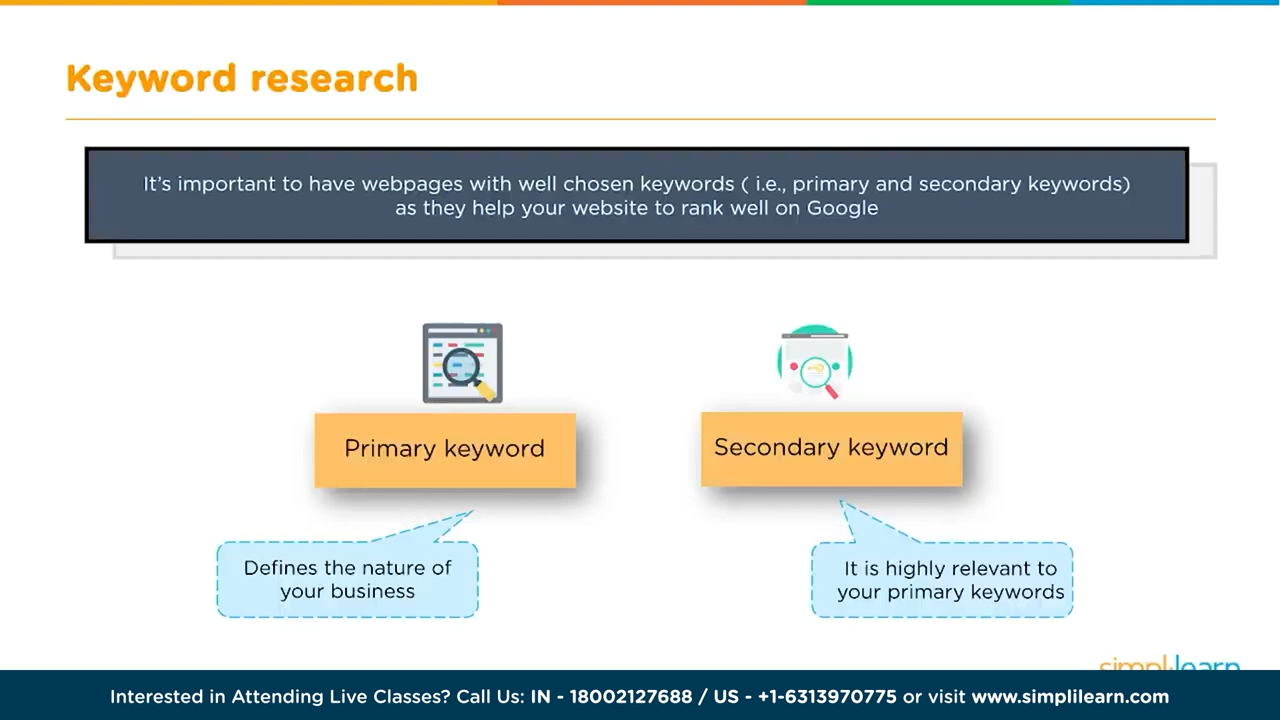 Keyword research
It's important to have webpages with well chosen keywords ( i.e., primary and secondary keywords)
as they help your website to rank well on Google
Primary keyword
Secondary keyword
Defines the nature of
your business
It is highly relevant to
your primary keywords
simplilearn
Interested in Attending Live Classes? Call Us: IN - 18002127688 / US - +1-6313970775 or visit www.simplilearn.com